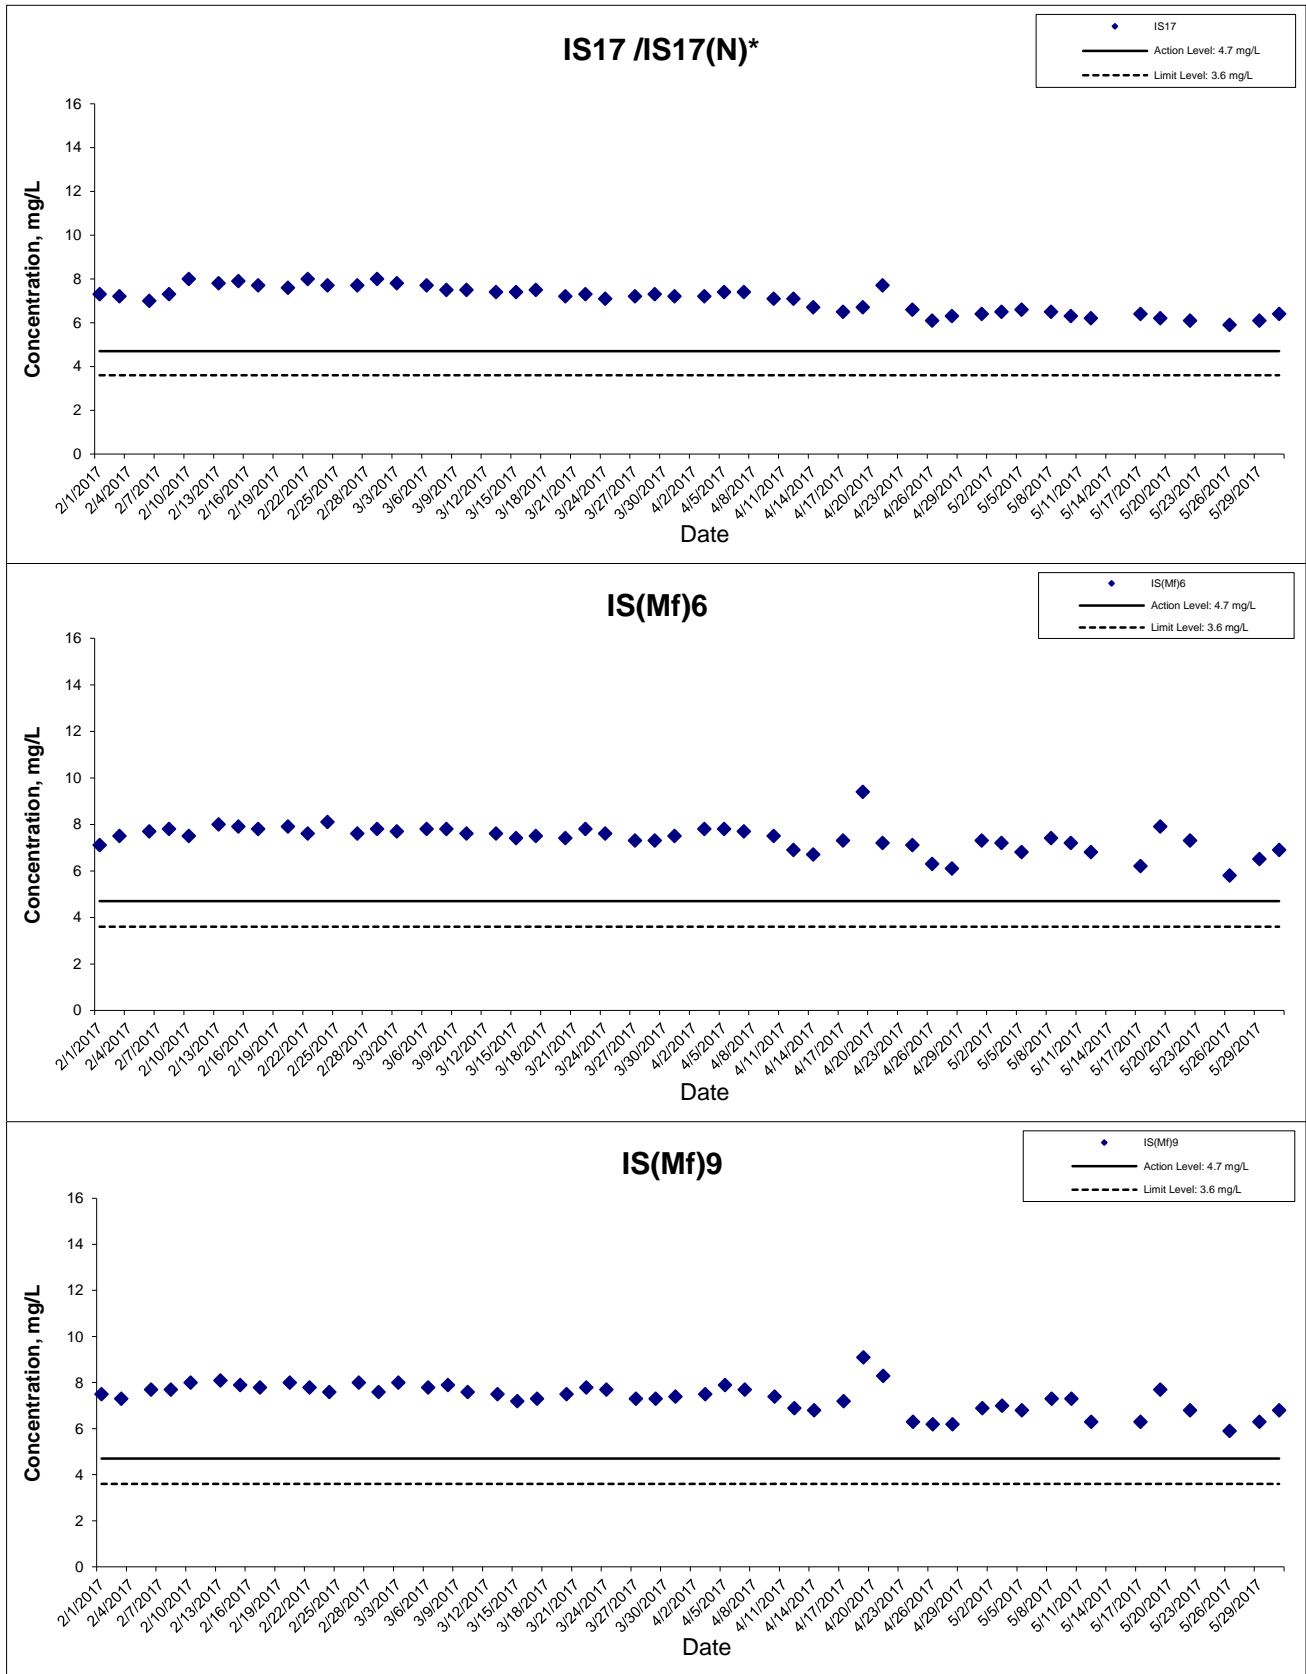 IS17 /IS17(N)*
IS17
Action Level: 4.7 mg/L
Limit Level: 3.6 mg/L
16
14
12
10
8
6
4
2
0
Concentration, mg/L
2/1/2017 2/4/2017 2/7/2017 2/10/2017 2/13/2017 2/16/2017 2/19/2017 2/22/2017 2/25/2017 2/28/2017 3/3/2017 3/6/2017 3/9/2017 3/12/2017 3/15/2017 3/18/2017 3/21/2017 3/24/2017 3/27/2017 3/30/2017 4/2/2017 4/5/2017 4/8/2017 4/11/2017 4/14/2017 4/17/2017 4/20/2017 4/23/2017 4/26/2017 4/29/2017 5/2/2017 5/5/2017 5/8/2017 5/11/2017 5/14/2017 5/17/2017 5/20/2017 5/23/2017 5/26/2017 5/29/2017
Date
IS(Mf)6
IS(Mf)6
Action Level: 4.7 mg/L
Limit Level: 3.6 mg/L
16
14
12
10
8
6
4
2
0
Concentration, mg/L
2/1/2017 2/4/2017 2/7/2017 2/10/2017 2/13/2017 2/16/2017 2/19/2017 2/22/2017 2/25/2017 2/28/2017 3/3/2017 3/6/2017 3/9/2017 3/12/2017 3/15/2017 3/18/2017 3/21/2017 3/24/2017 3/27/2017 3/30/2017 4/2/2017 4/5/2017 4/8/2017 4/11/2017 4/14/2017 4/17/2017 4/20/2017 4/23/2017 4/26/2017 4/29/2017 5/2/2017 5/5/2017 5/8/2017 5/11/2017 5/14/2017 5/17/2017 5/20/2017 5/23/2017 5/26/2017 5/29/2017
Date
IS(Mf)9
IS(Mf)9
Action Level: 4.7 mg/L
Limit Level: 3.6 mg/L
16
14
12
10
8
6
4
2
0
Concentration, mg/L
2/1/2017 2/4/2017 2/7/2017 2/10/2017 2/13/2017 2/16/2017 2/19/2017 2/22/2017 2/25/2017 2/28/2017 3/3/2017 3/6/2017 3/9/2017 3/12/2017 3/15/2017 3/18/2017 3/21/2017 3/24/2017 3/27/2017 3/30/2017 4/2/2017 4/5/2017 4/8/2017 4/11/2017 4/14/2017 4/17/2017 4/20/2017 4/23/2017 4/26/2017 4/29/2017 5/2/2017 5/5/2017 5/8/2017 5/11/2017 5/14/2017 5/17/2017 5/20/2017 5/23/2017 5/26/2017 5/29/2017
Date